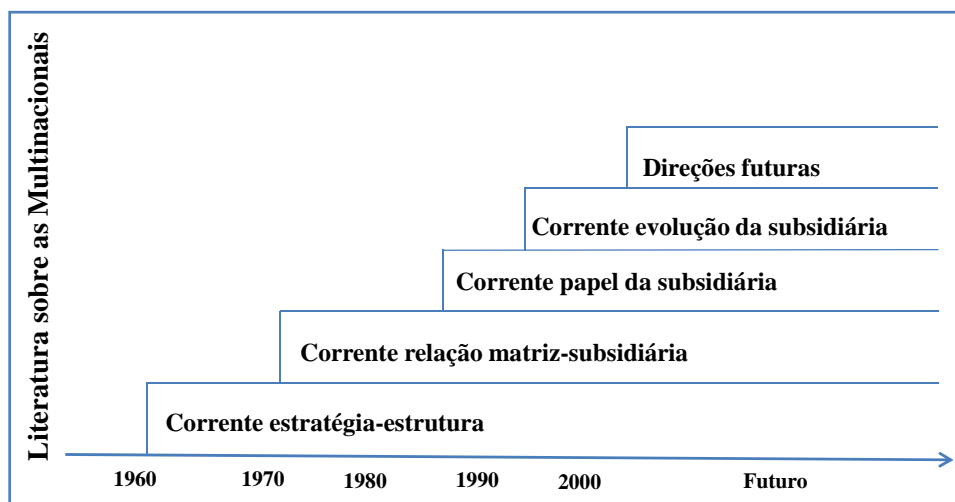 Literatura sobre as Multinacionais
Direções futuras
Corrente evolução da subsidiária
Corrente papel da subsidiária
Corrente relação matriz-subsidiária
Corrente estratégia-estrutura
1960 1970 1980 1990 2000 Futuro